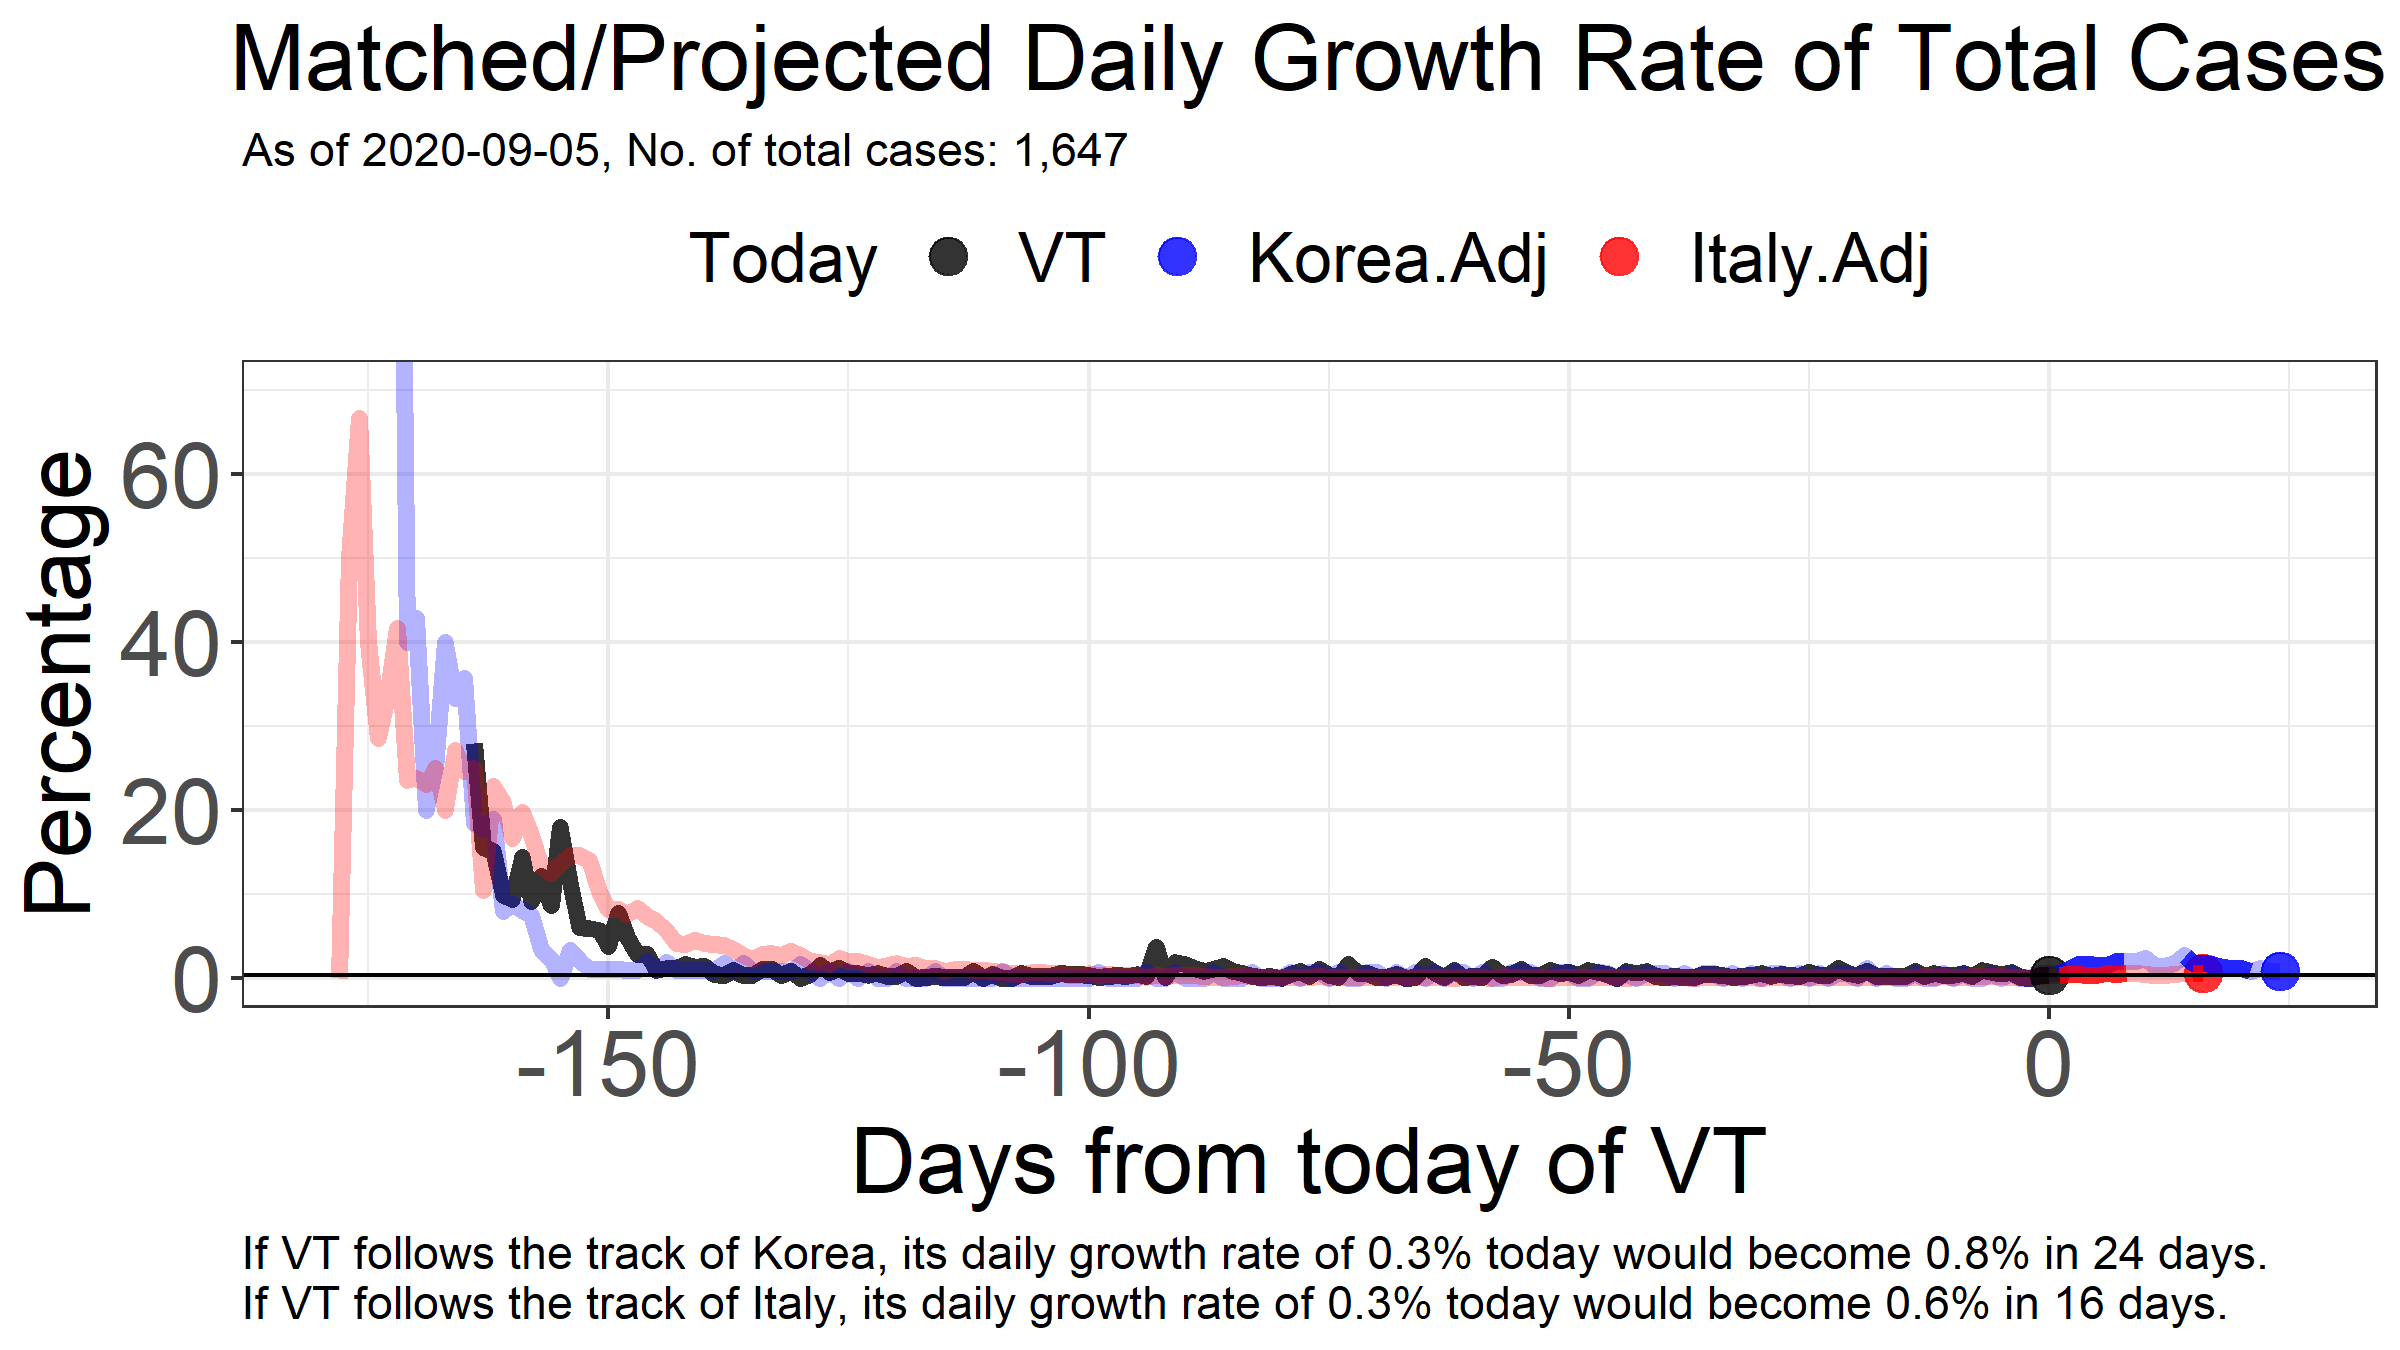 Matched/Projected Daily Growth Rate of Total Cases
As of 2020-09-05, No. of total cases: 1,647
Today VT Korea.Adj Italy.Adj
Percentage
60
40
20
0
-150 -100 -50 0
Days from today of VT
If VT follows the track of Korea, its daily growth rate of 0.3% today would become 0.8% in 24 days.
If VT follows the track of Italy, its daily growth rate of 0.3% today would become 0.6% in 16 days.